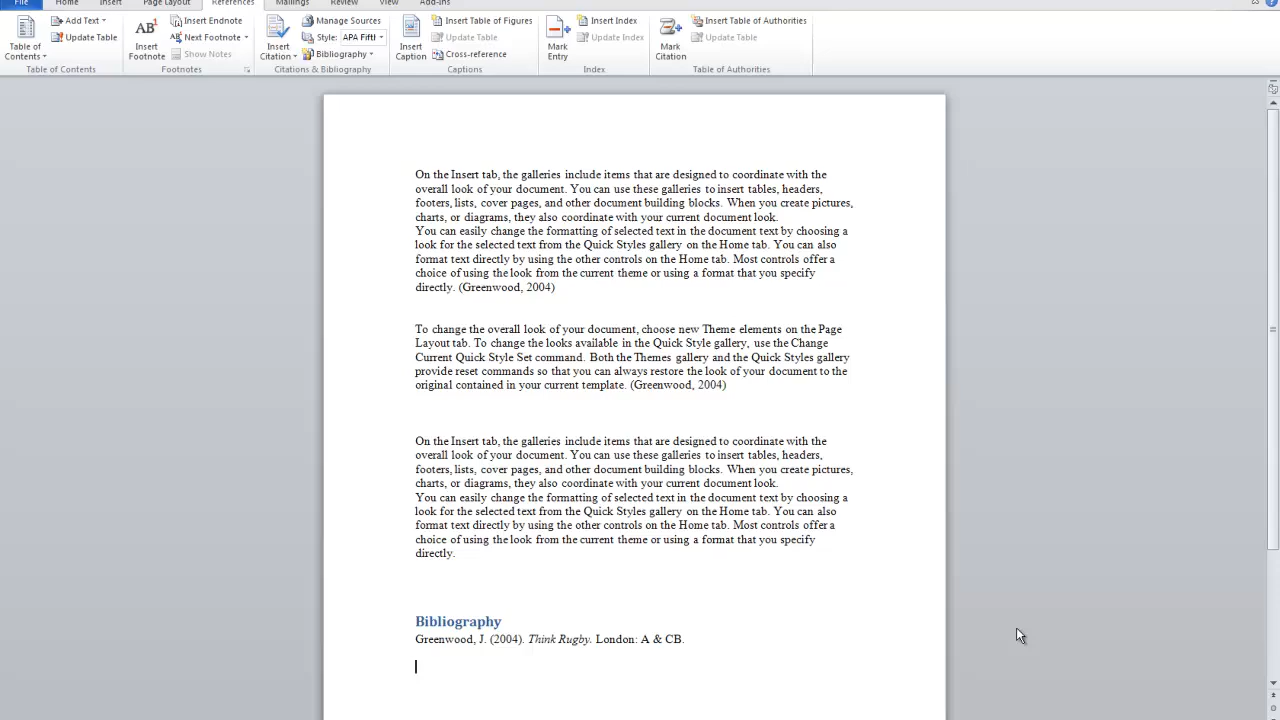 File Home Insert Page Layout References Mailings Review View Add-Ins
Table of Contents
Add Text
Update Table
Table of Contents
AB1 Insert Footnote
Insert Endnote
Next Footnote
Show Notes
Footnotes
Insert Citation
Manage Sources
Style: APA Fifth
Bibliography
Citations & Bibliography
Insert Caption
Insert Table of Figures
Update Table
Cross-reference
Captions
Mark Entry
Insert Index
Update Index
Index
Mark Citation
Insert Table of Authorities
Update Table
Table of Authorities
On the Insert tab, the galleries include items that are designed to coordinate with the
overall look of your document. You can use these galleries to insert tables, headers,
footers, lists, cover pages, and other document building blocks. When you create pictures,
charts, or diagrams, they also coordinate with your current document look.
You can easily change the formatting of selected text in the document text by choosing a
look for the selected text from the Quick Styles gallery on the Home tab. You can also
format text directly by using the other controls on the Home tab. Most controls offer a
choice of using the look from the current theme or using a format that you specify
directly. (Greenwood, 2004)
To change the overall look of your document, choose new Theme elements on the Page
Layout tab. To change the looks available in the Quick Style gallery, use the Change
Current Quick Style Set command. Both the Themes gallery and the Quick Styles gallery
provide reset commands so that you can always restore the look of your document to the
original contained in your current template. (Greenwood, 2004)
On the Insert tab, the galleries include items that are designed to coordinate with the
overall look of your document. You can use these galleries to insert tables, headers,
footers, lists, cover pages, and other document building blocks. When you create pictures,
charts, or diagrams, they also coordinate with your current document look.
You can easily change the formatting of selected text in the document text by choosing a
look for the selected text from the Quick Styles gallery on the Home tab. You can also
format text directly by using the other controls on the Home tab. Most controls offer a
choice of using the look from the current theme or using a format that you specify
directly.
Bibliography
Greenwood, J. (2004). Think Rugby. London: A & CB.